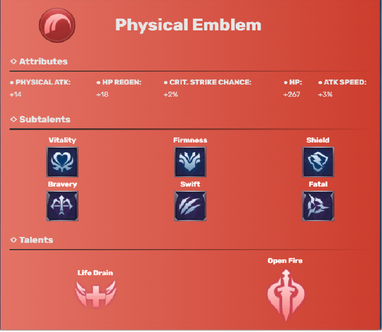 Physical Emblem
Attributes
• PHYSICAL ATK: • HP REGEN: • CRIT. STRIKE CHANCE: • HP: • ATK SPEED:
+14 +18 +2% +267 +3%
Subtalents
Vitality Firmness Shield
Bravery Swift Fatal
Talents
Life Drain Open Fire